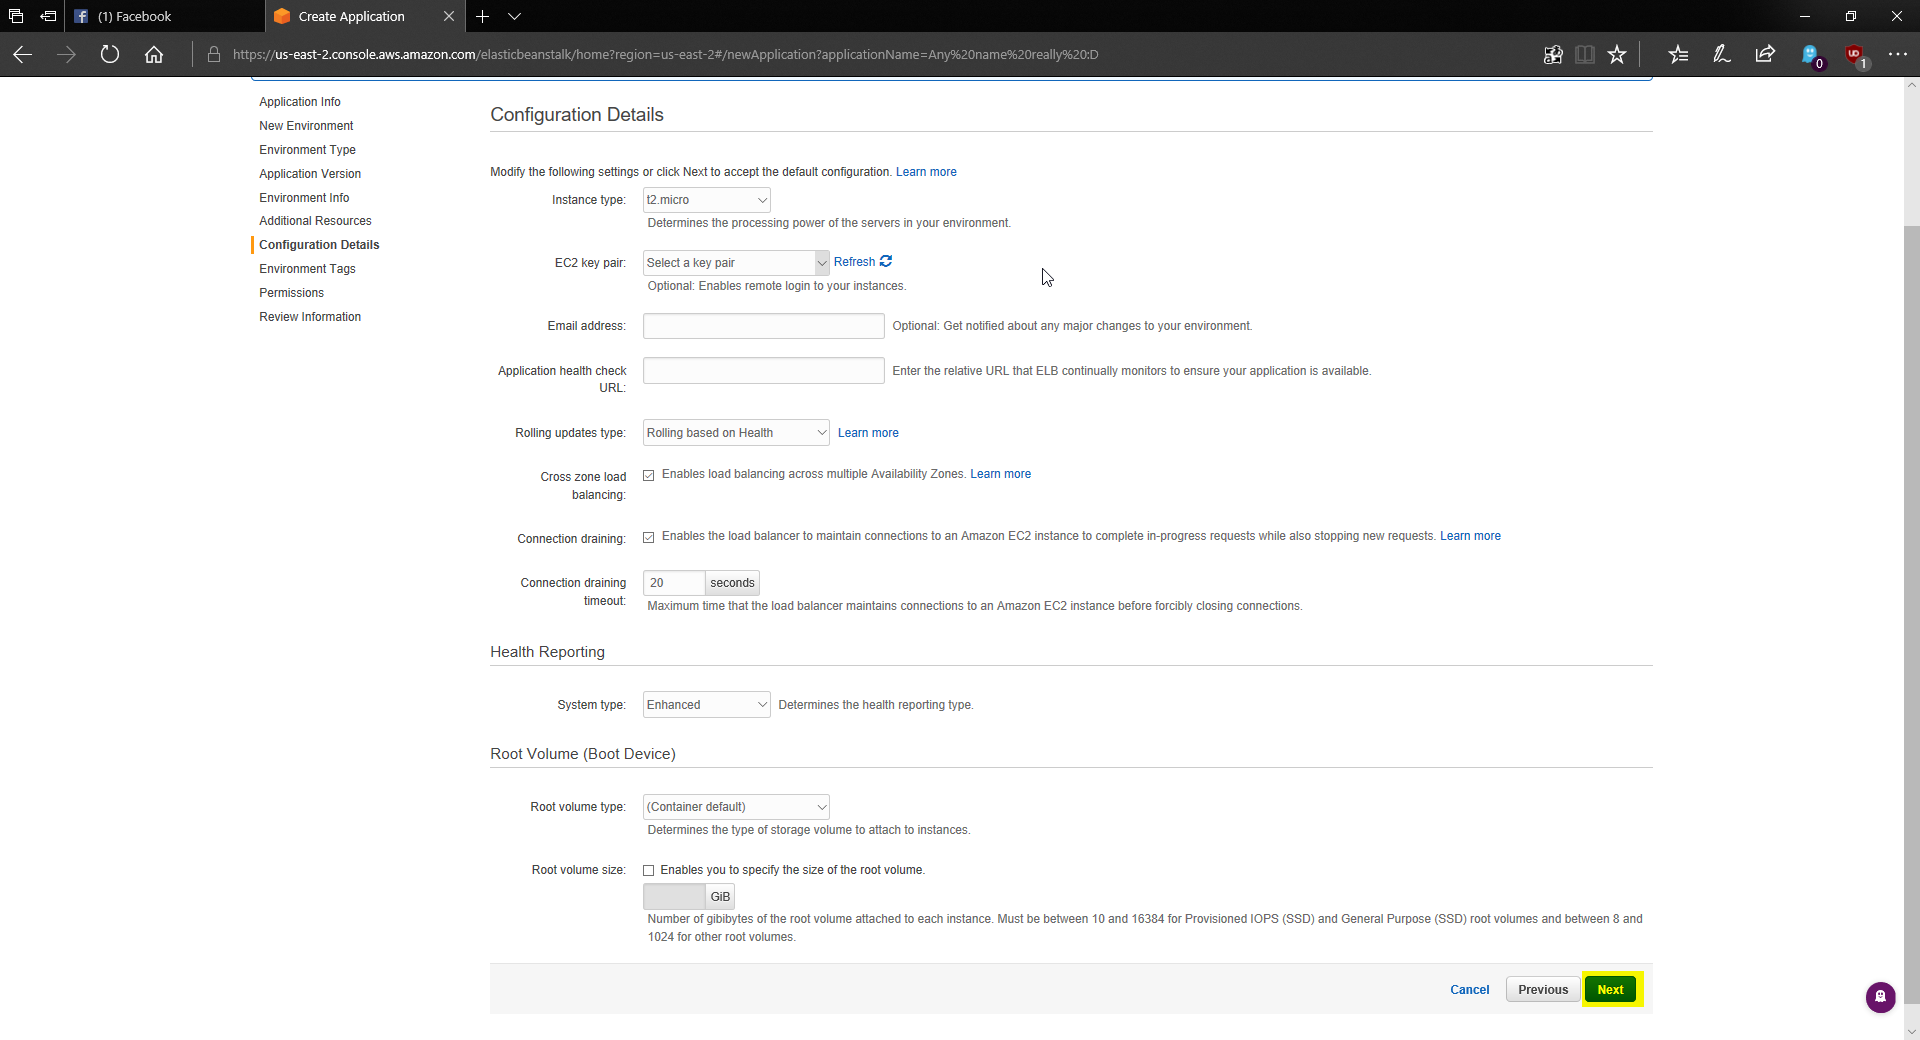 (1) Facebook
Create Application
https://us-east-2.console.aws.amazon.com/elasticbeanstalk/home?region=us-east-2#/newApplication?applicationName=Any%20name%20really%20:D
0
UD
1
Application Info
New Environment
Environment Type
Application Version
Environment Info
Additional Resources
Configuration Details
Environment Tags
Permissions
Review Information
Configuration Details
Modify the following settings or click Next to accept the default configuration. Learn more
Instance type: t2.micro
Determines the processing power of the servers in your environment.
EC2 key pair: Select a key pair Refresh
Optional: Enables remote login to your instances.
Email address: Optional: Get notified about any major changes to your environment.
Application health check
URL:
Enter the relative URL that ELB continually monitors to ensure your application is available.
Rolling updates type: Rolling based on Health Learn more
Cross zone load
balancing:
Enables load balancing across multiple Availability Zones. Learn more
Connection draining: Enables the load balancer to maintain connections to an Amazon EC2 instance to complete in-progress requests while also stopping new requests. Learn more
Connection draining
timeout:
20 seconds
Maximum time that the load balancer maintains connections to an Amazon EC2 instance before forcibly closing connections.
Health Reporting
System type: Enhanced Determines the health reporting type.
Root Volume (Boot Device)
Root volume type: (Container default)
Determines the type of storage volume to attach to instances.
Root volume size: Enables you to specify the size of the root volume.
GiB
Number of gibibytes of the root volume attached to each instance. Must be between 10 and 16384 for Provisioned IOPS (SSD) and General Purpose (SSD) root volumes and between 8 and
1024 for other root volumes.
Cancel Previous Next